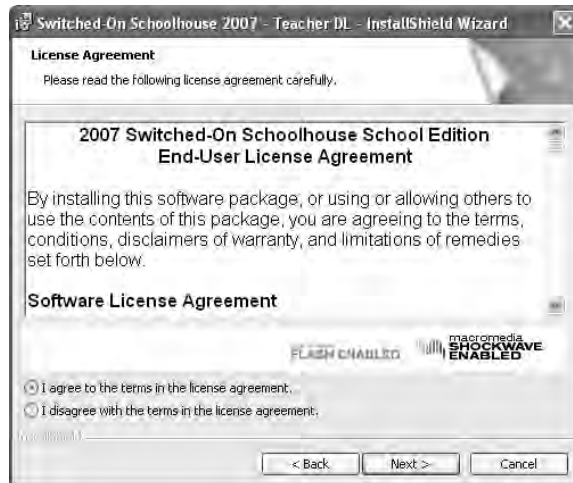 Switched-On Schoolhouse 2007 - Teacher DL - InstallShield Wizard
License Agreement
Please read the following license agreement carefully.
2007 Switched-On Schoolhouse School Edition
End-User License Agreement
By installing this software package, or using or allowing others to
use the contents of this package, you are agreeing to the terms,
conditions, disclaimers of warranty, and limitations of remedies
set forth below.
Software License Agreement
FLASH ENABLED
macromedia
SHOCKWAVE
ENABLED
I agree to the terms in the license agreement.
I disagree with the terms in the license agreement.
< Back
Next >
Cancel